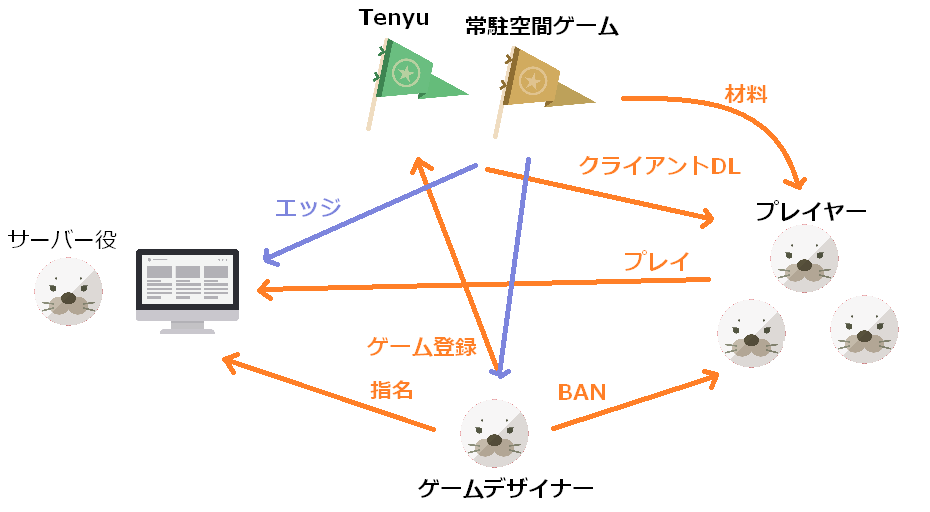 Tenyu
常駐空間ゲーム
材料
クライアントDL
エッジ
プレイヤー
サーバー役
プレイ
ゲーム登録
指名
BAN
ゲームデザイナー